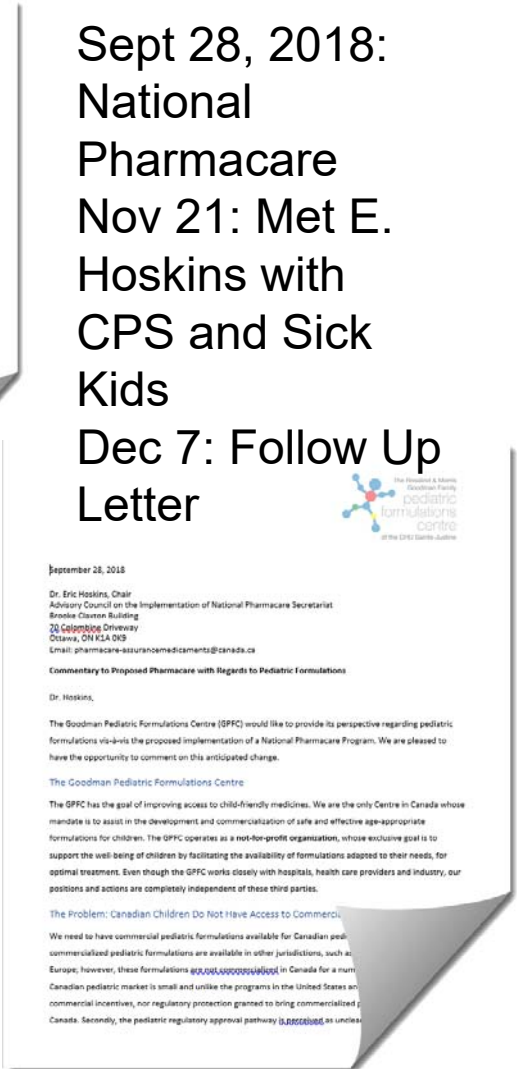 Sept 28, 2018:
National
Pharmacare
Nov 21: Met E.
Hoskins with
CPS and Sick
Kids
Dec 7: Follow Up
Letter
The Rosalind & Morris
Goodman Family
pediatric
formulations
centre
of the CHU Sainte-Justine
September 28, 2018
Dr. Eric Hoskins, Chair
Advisory Council on the Implementation of National Pharmacare Secretariat
Brooke Claxton Building
70 Colombine Driveway
Ottawa, ON K1A 0K9
Email: pharmacare-assurancemedicaments@canada.ca
Commentary to Proposed Pharmacare with Regards to Pediatric Formulations
Dr. Hoskins,
The Goodman Pediatric Formulations Centre (GPFC) would like to provide its perspective regarding pediatric
formulations vis-à-vis the proposed implementation of a National Pharmacare Program. We are pleased to
have the opportunity to comment on this anticipated change.
The Goodman Pediatric Formulations Centre
The GPFC has the goal of improving access to child-friendly medicines. We are the only Centre in Canada whose
mandate is to assist in the development and commercialization of safe and effective age-appropriate
formulations for children. The GPFC operates as a not-for-profit organization, whose exclusive goal is to
support the well-being of children by facilitating the availability of formulations adapted to their needs, for
optimal treatment. Even though the GPFC works closely with hospitals, health care providers and industry, our
positions and actions are completely independent of these third parties.
The Problem: Canadian Children Do Not Have Access to Commerci
We need to have commercial pediatric formulations available for Canadian pedi
commercialized pediatric formulations are available in other jurisdictions, such as
Europe; however, these formulations are not commercialized in Canada for a num
Canadian pediatric market is small and unlike the programs in the United States an
commercial incentives, nor regulatory protection granted to bring commercialized p
Canada. Secondly, the pediatric regulatory approval pathway is perceived as unclea